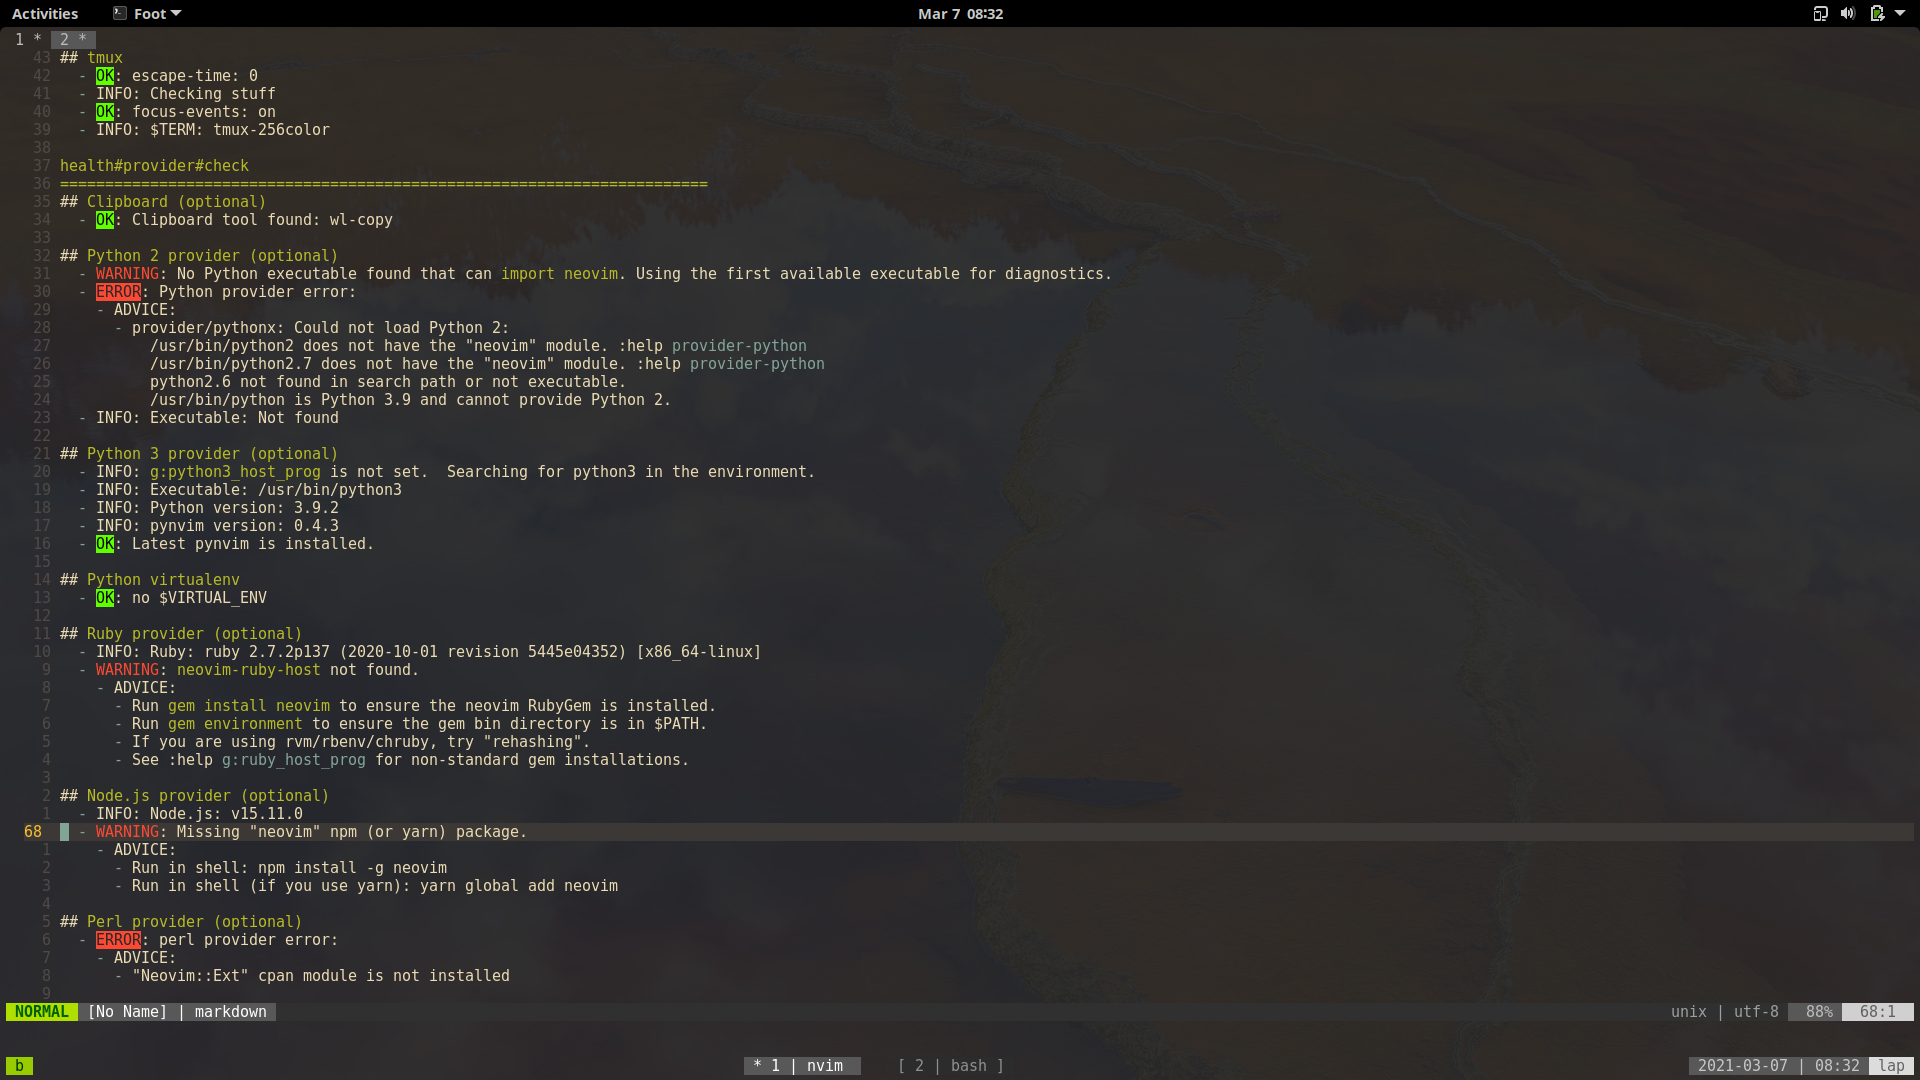 Activities Foot Mar 7 08:32
1 * 2 *
43 ## tmux
42 - OK: escape-time: 0
41 - INFO: Checking stuff
40 - OK: focus-events: on
39 - INFO: $TERM: tmux-256color
38
37 health#provider#check
36 ========================================================================
35 ## Clipboard (optional)
34 - OK: Clipboard tool found: wl-copy
33
32 ## Python 2 provider (optional)
31 - WARNING: No Python executable found that can import neovim. Using the first available executable for diagnostics.
30 - ERROR: Python provider error:
29 - ADVICE:
28 - provider/pythonx: Could not load Python 2:
27 /usr/bin/python2 does not have the "neovim" module. :help provider-python
26 /usr/bin/python2.7 does not have the "neovim" module. :help provider-python
25 python2.6 not found in search path or not executable.
24 /usr/bin/python is Python 3.9 and cannot provide Python 2.
23 - INFO: Executable: Not found
22
21 ## Python 3 provider (optional)
20 - INFO: g:python3_host_prog is not set.  Searching for python3 in the environment.
19 - INFO: Executable: /usr/bin/python3
18 - INFO: Python version: 3.9.2
17 - INFO: pynvim version: 0.4.3
16 - OK: Latest pynvim is installed.
15
14 ## Python virtualenv
13 - OK: no $VIRTUAL_ENV
12
11 ## Ruby provider (optional)
10 - INFO: Ruby: ruby 2.7.2p137 (2020-10-01 revision 5445e04352) [x86_64-linux]
9 - WARNING: neovim-ruby-host not found.
8 - ADVICE:
7 - Run gem install neovim to ensure the neovim RubyGem is installed.
6 - Run gem environment to ensure the gem bin directory is in $PATH.
5 - If you are using rvm/rbenv/chruby, try "rehashing".
4 - See :help g:ruby_host_prog for non-standard gem installations.
3
2 ## Node.js provider (optional)
1 - INFO: Node.js: v15.11.0
68 - WARNING: Missing "neovim" npm (or yarn) package.
1 - ADVICE:
2 - Run in shell: npm install -g neovim
3 - Run in shell (if you use yarn): yarn global add neovim
4
5 ## Perl provider (optional)
6 - ERROR: perl provider error:
7 - ADVICE:
8 - "Neovim::Ext" cpan module is not installed
9
NORMAL [No Name] | markdown unix | utf-8 88% 68:1
b * 1 | nvim [ 2 | bash ] 2021-03-07 | 08:32 lap